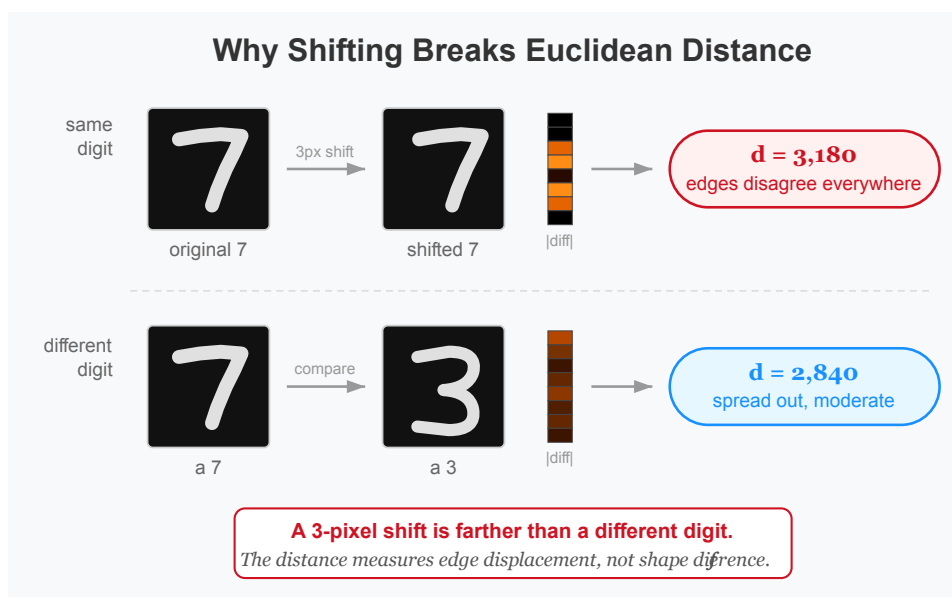 Why Shifting Breaks Euclidean Distance
same
digit
3px shift
original 7
shifted 7
|diff|
d = 3,180
edges disagree everywhere
different
digit
compare
a 7
a 3
|diff|
d = 2,840
spread out, moderate
A 3-pixel shift is farther than a different digit.
The distance measures edge displacement, not shape difference.